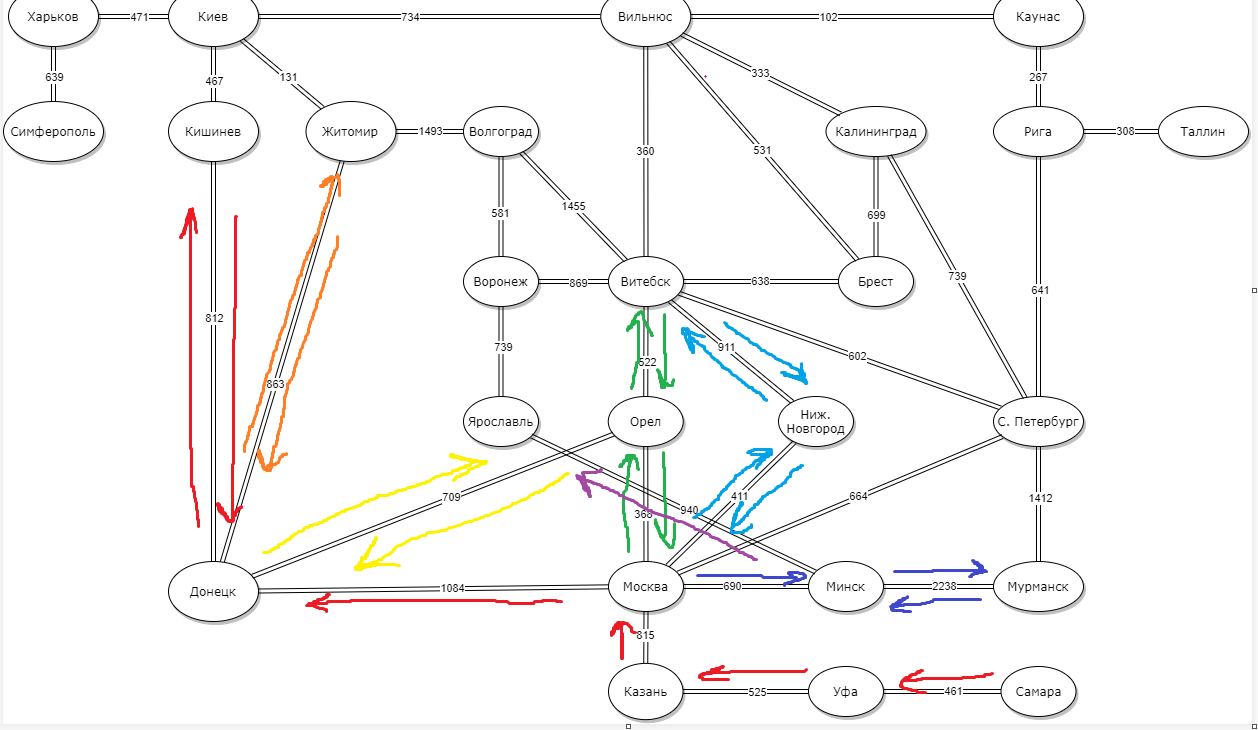 Харьков
471
Киев
734
Вильнюс
102
Каунас
639
467
131
333
267
Симферополь
Кишинев
Житомир
1493
Волгоград
Калининград
Рига
308
Таллин
360
531
581
1455
699
739
641
Воронеж
869
Витебск
638
Брест
812
863
739
522
911
602
Ярославль
Орел
Ниж.
Новгород
С. Петербург
709
368
940
411
664
1412
Донецк
1084
Москва
690
Минск
2238
Мурманск
815
Казань
525
Уфа
461
Самара